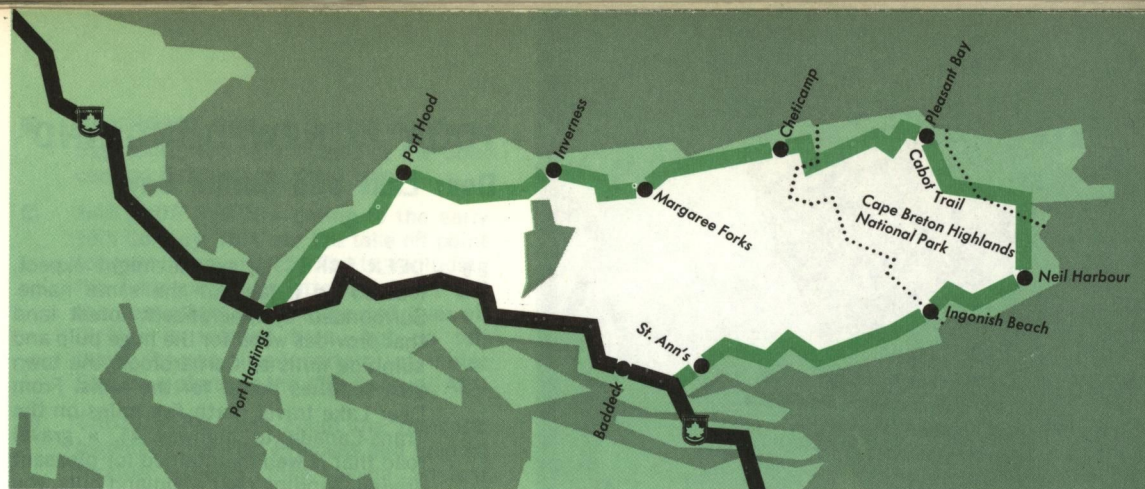 Port Hood
Inverness
Cheticamp
Pleasant Bay
Cabot Trail
Margaree Forks
Cape Breton Highlands
National Park
Neil Harbour
Ingonish Beach
St. Ann's
Port Hastings
Baddeck